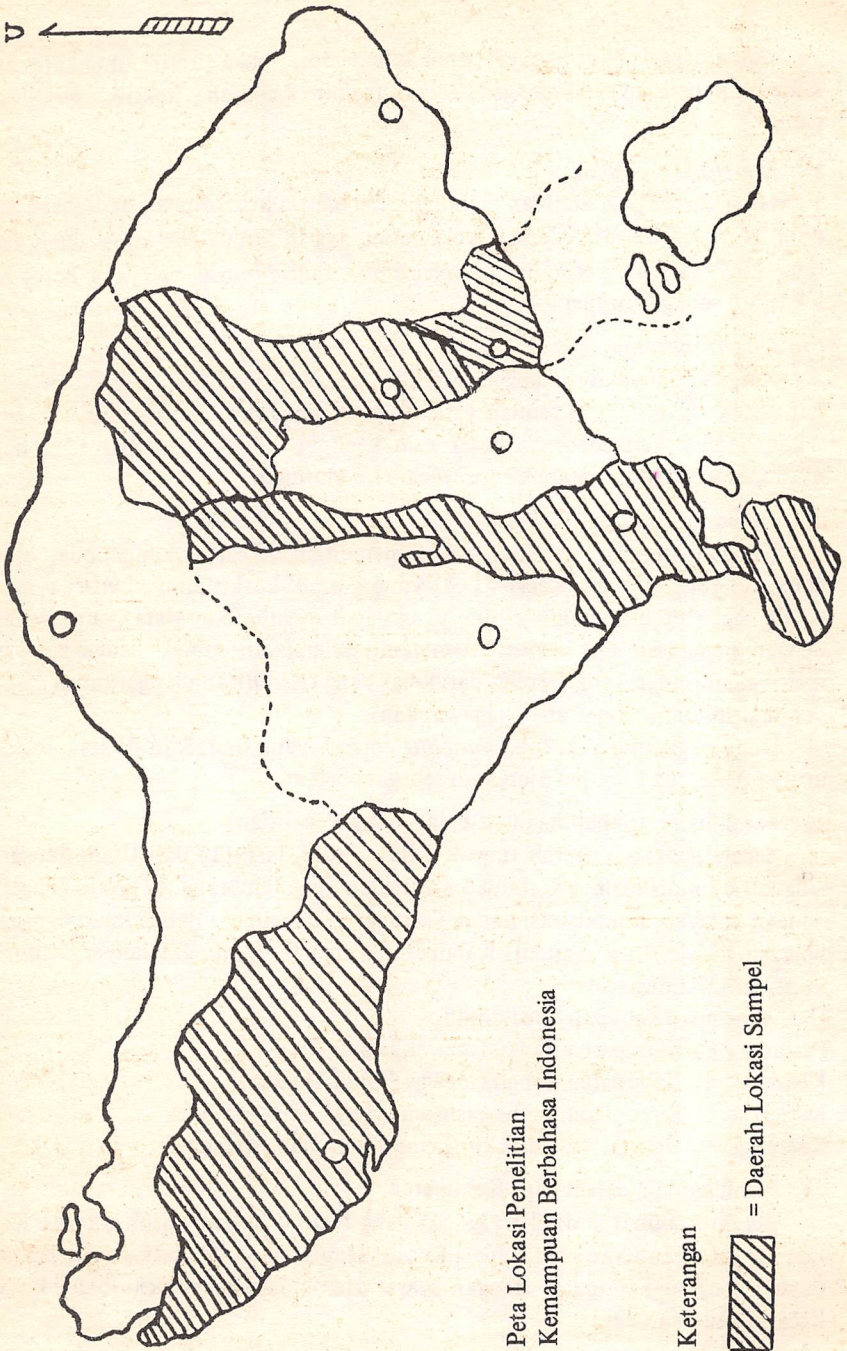 U
Peta Lokasi Penelitian
Kemampuan Berbahasa Indonesia
Keterangan
= Daerah Lokasi Sampel